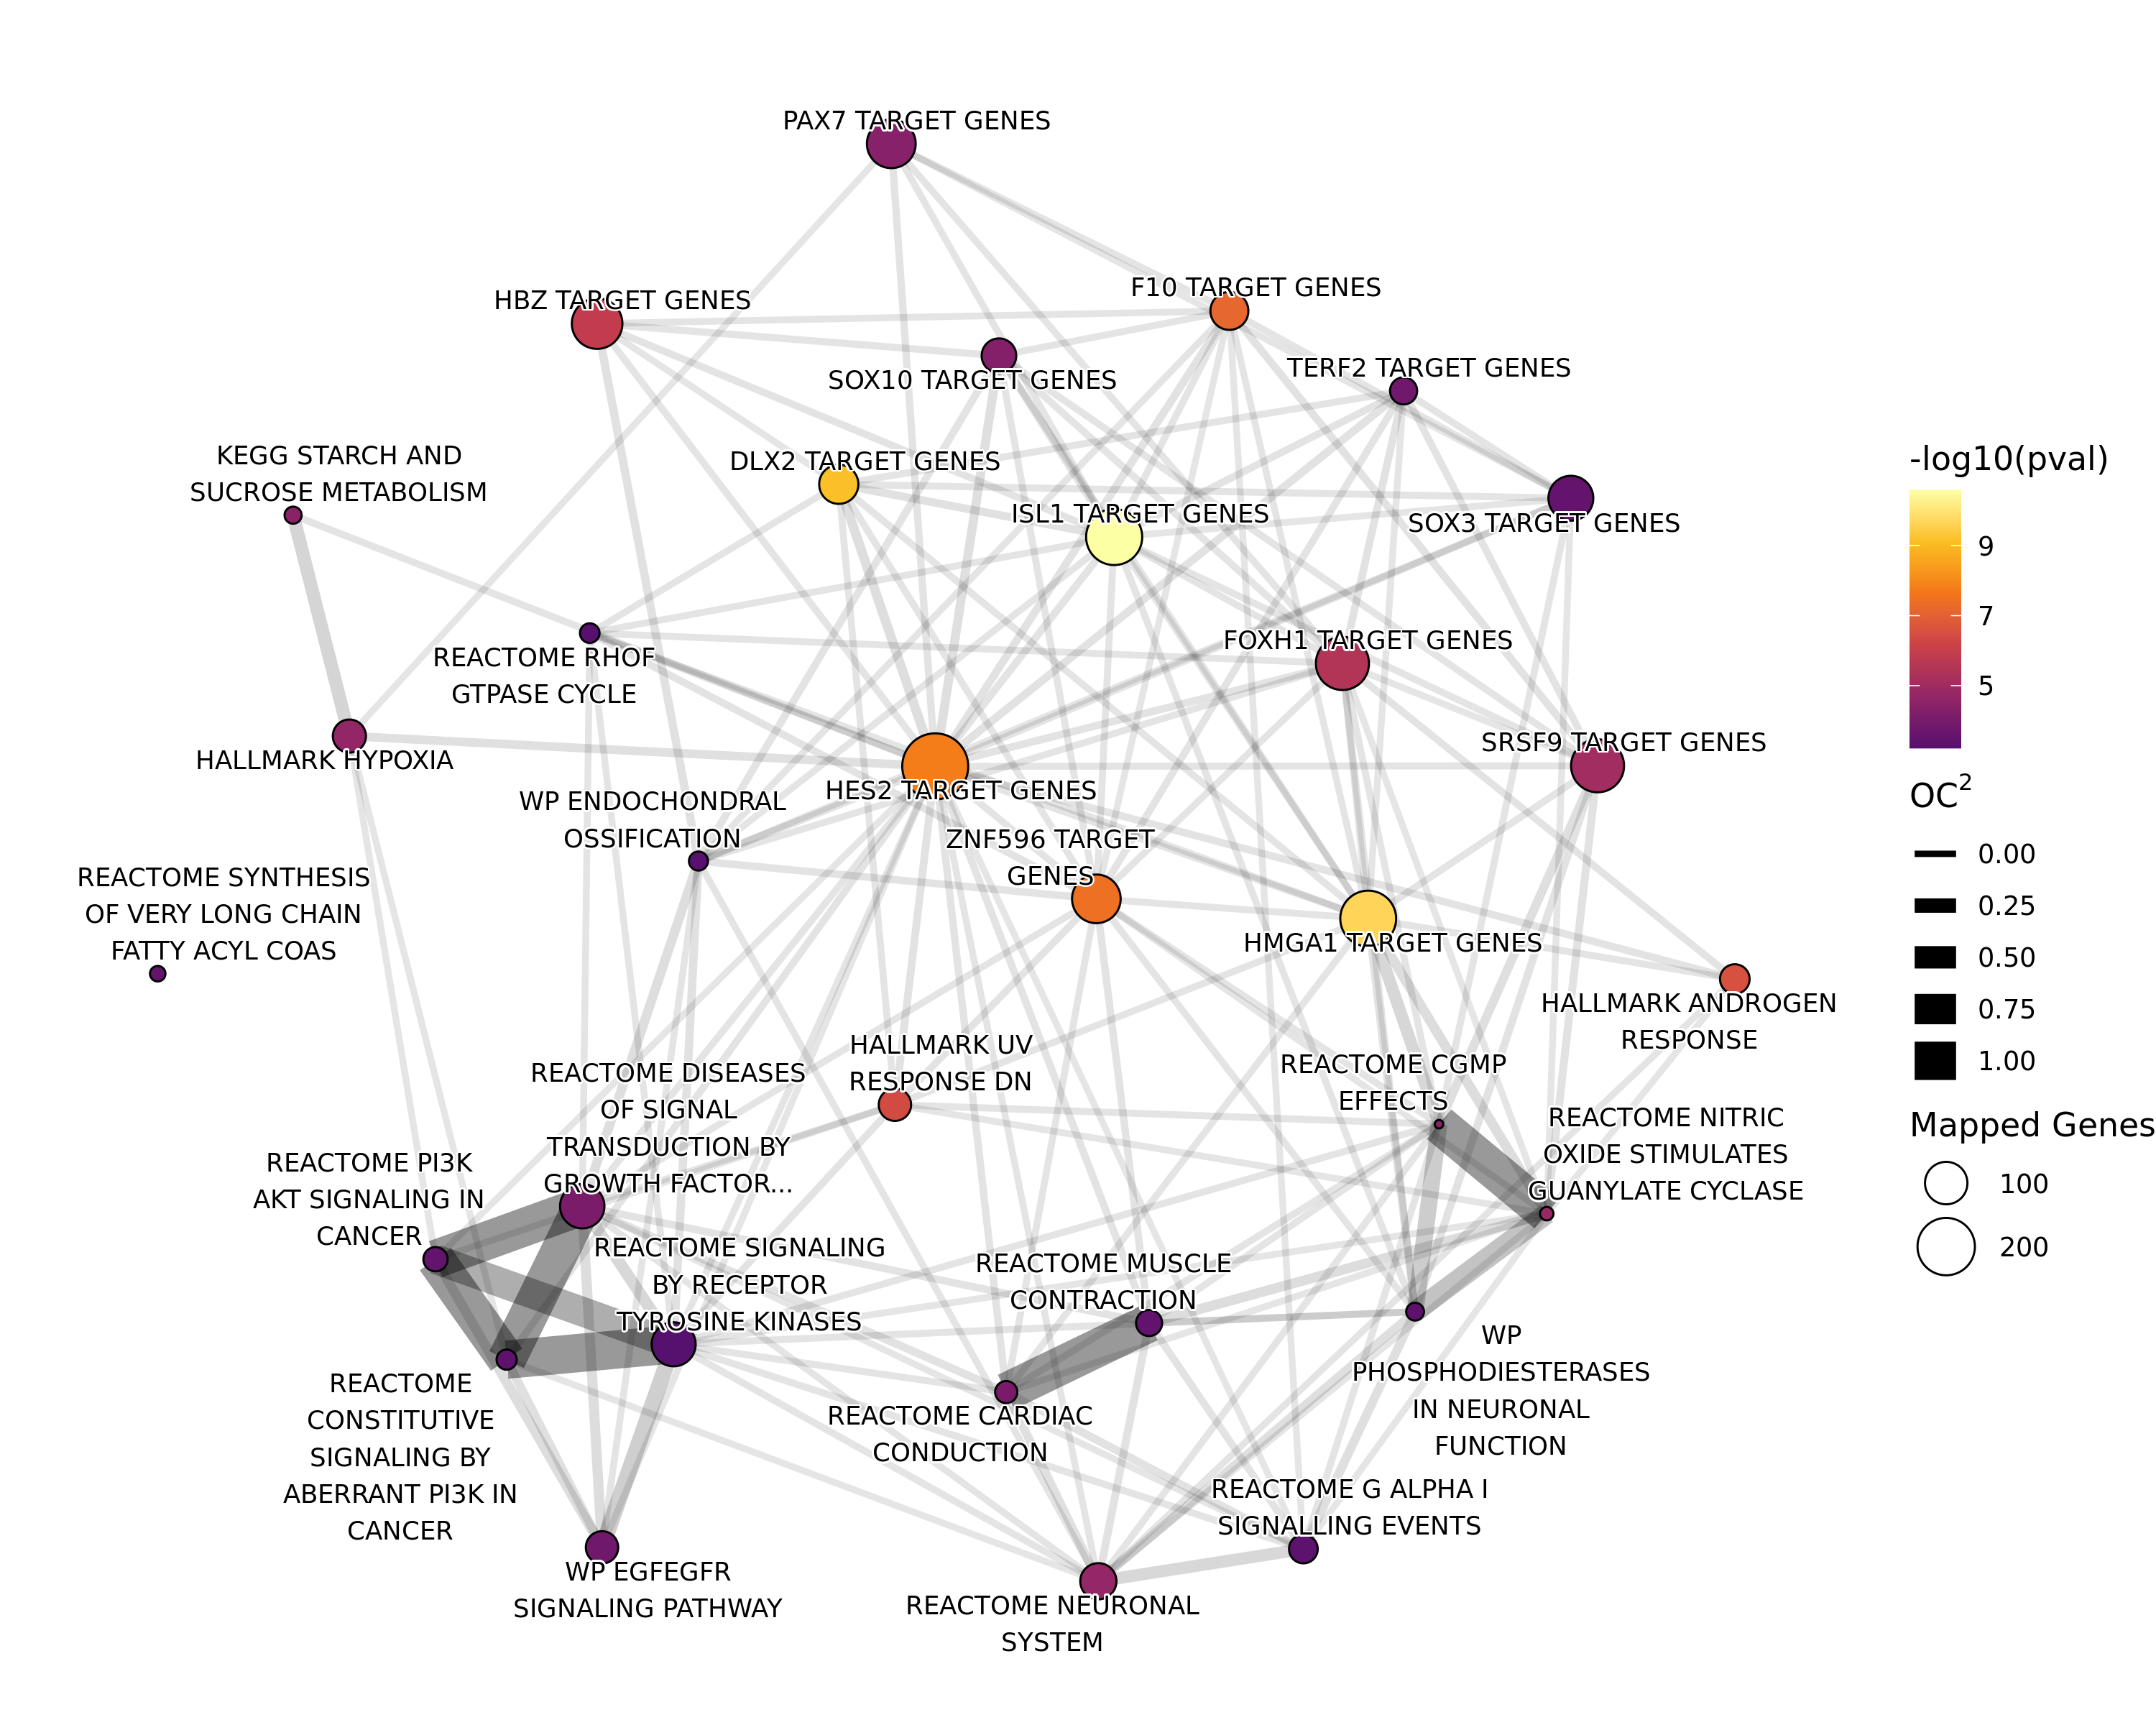 PAX7 TARGET GENES
HBZ TARGET GENES
F10 TARGET GENES
SOX10 TARGET GENES
TERF2 TARGET GENES
KEGG STARCH AND
SUCROSE METABOLISM
DLX2 TARGET GENES
ISL1 TARGET GENES
SOX3 TARGET GENES
REACTOME RHOF
GTPASE CYCLE
FOXH1 TARGET GENES
HALLMARK HYPOXIA
SRSF9 TARGET GENES
HES2 TARGET GENES
WP ENDOCHONDRAL
OSSIFICATION
ZNF596 TARGET
GENES
REACTOME SYNTHESIS
OF VERY LONG CHAIN
FATTY ACYL COAS
HMGA1 TARGET GENES
HALLMARK ANDROGEN
RESPONSE
HALLMARK UV
RESPONSE DN
REACTOME CGMP
EFFECTS
REACTOME DISEASES
OF SIGNAL
TRANSDUCTION BY
GROWTH FACTOR...
REACTOME NITRIC
OXIDE STIMULATES
GUANYLATE CYCLASE
REACTOME PI3K
AKT SIGNALING IN
CANCER
REACTOME SIGNALING
BY RECEPTOR
TYROSINE KINASES
REACTOME MUSCLE
CONTRACTION
WP
PHOSPHODIESTERASES
IN NEURONAL
FUNCTION
REACTOME
CONSTITUTIVE
SIGNALING BY
ABERRANT PI3K IN
CANCER
REACTOME CARDIAC
CONDUCTION
REACTOME G ALPHA I
SIGNALLING EVENTS
WP EGFEGFR
SIGNALING PATHWAY
REACTOME NEURONAL
SYSTEM
-log10(pval)
9
7
5
OC²
0.00
0.25
0.50
0.75
1.00
Mapped Genes
100
200